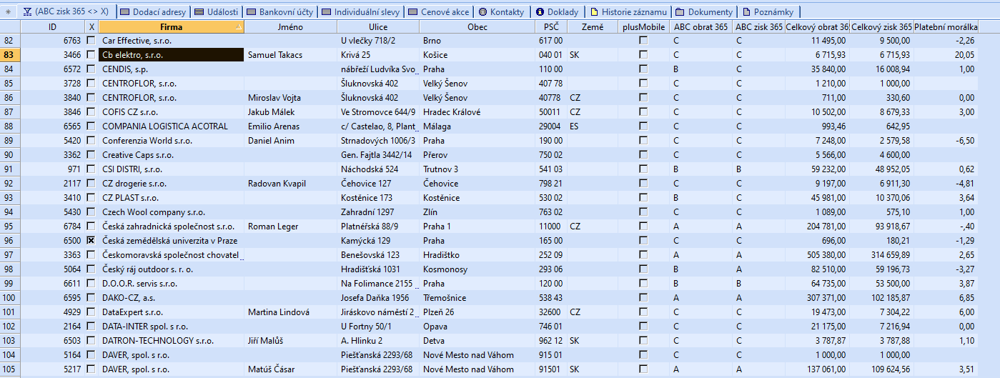 (ABC zisk 365 <> X) Dodací adresy Události Bankovní účty Individuální slevy Cenové akce Kontakty Doklady Historie záznamu Dokumenty Poznámky
ID X Firma Jméno Ulice Obec PSČ Země plusMobile ABC obrat 365 ABC zisk 365 Celkový obrat 36 Celkový zisk 365 Platební morálka
82 6763 Car Effective, s.r.o. U vlečky 718/2 Brno 617 00 C C 11 495,00 9 500,00 -2,26
83 3466 Cb elektro, s.r.o. Samuel Takacs Krivá 25 Košice 040 01 SK C C 6 715,93 6 715,93 20,05
84 6572 CENDIS, s.p. nábřeží Ludvíka Svo... Praha 110 00 B C 35 840,00 16 008,94 1,00
85 3728 CENTROFLOR, s.r.o. Šluknovská 402 Velký Šenov 407 78 C C 1 210,00 1 000,00
86 3840 CENTROFLOR, s.r.o. Miroslav Vojta Šluknovská 402 Velký Šenov 40778 CZ C C 711,00 330,60 0,00
87 3846 COFIS CZ s.r.o. Jakub Málek Ve Stromovce 644/9 Hradec Králové 50011 CZ C C 10 502,00 8 679,33 3,00
88 6565 COMPANIA LOGISTICA ACOTRAL Emilio Arenas c/ Castelao, 8, Plant... Málaga 29004 ES C C 993,46 642,95
89 5420 Conferenzia World s.r.o. Daniel Anim Strnadových 1006/3 Praha 190 00 C C 7 248,00 2 579,58 -6,50
90 3362 Creative Caps s.r.o. Gen. Fajtla 3442/14 Přerov 750 02 C C 5 566,00 4 600,00
91 971 CSI DISTRI, s.r.o. Náchodská 524 Trutnov 3 541 03 B B 59 232,00 48 952,05 0,62
92 2117 CZ drogerie s.r.o. Radovan Kvapil Čehovice 127 Čehovice 798 21 C C 9 197,00 6 911,30 -4,81
93 3410 CZ PLAST s.r.o. Kostěnice 173 Kostěnice 530 02 B C 45 981,00 10 370,06 3,64
94 5430 Czech Wool company s.r.o. Zahradní 1297 Zlín 763 02 C C 1 089,00 575,10 1,00
95 6784 Česká zahradnická společnost s.r.o. Roman Leger Platnéřská 88/9 Praha 1 11000 CZ A A 204 781,00 93 918,67 -,40
96 6500 Česká zemědělská univerzita v Praze Kamýcká 129 Praha 165 00 C C 696,00 180,21 -1,29
97 3363 Českomoravská společnost chovatel... Benešovská 123 Hradištko 252 09 A A 505 380,00 314 659,89 2,65
98 5064 Český ráj outdoor s. r. o. Hradišťská 1031 Kosmonosy 293 06 B A 82 510,00 59 196,73 -3,27
99 6611 D.O.O.R. servis s.r.o. Na Folimance 2155 ... Praha 120 00 B B 64 735,00 53 500,00 3,87
100 6595 DAKO-CZ, a.s. Josefa Daňka 1956 Třemošnice 538 43 A A 307 371,00 102 185,87 6,85
101 4929 DataExpert s.r.o. Martina Lindová Jiráskovo náměstí 2... Plzeň 26 32600 CZ C C 19 473,00 7 304,22 6,00
102 2164 DATA-INTER spol. s r.o. U Fortny 50/1 Opava 746 01 C C 21 175,00 7 216,94 0,00
103 6503 DATRON-TECHNOLOGY s.r.o. Jiří Malůš A. Hlinku 2 Detva 962 12 SK C C 3 787,87 3 787,88 1,10
104 5164 DAVER, spol. s r.o. Piešťanská 2293/68 Nové Mesto nad Váhom 915 01 C C 1 000,00 1 000,00
105 5217 DAVER, spol. s r.o. Matúš Čásar Piešťanská 2293/68 Nové Mesto nad Váhom 91501 SK A A 137 061,00 109 624,56 3,51